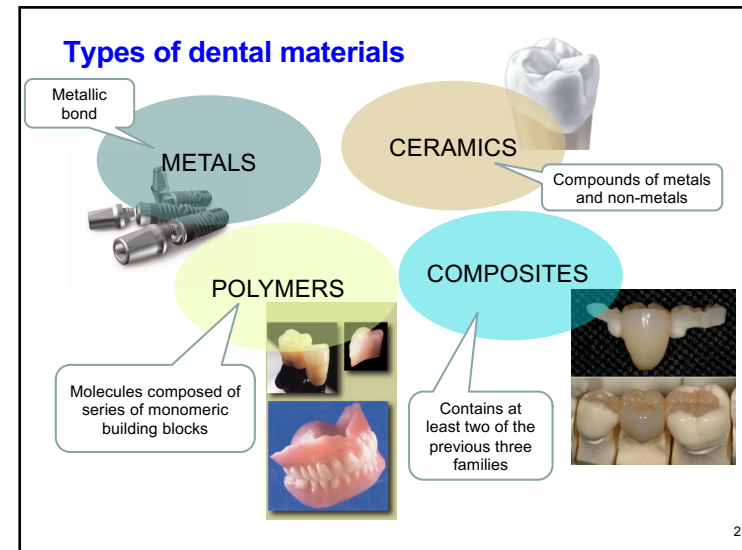 Types of dental materials
Metallic
bond
METALS
CERAMICS
Compounds of metals
and non-metals
POLYMERS
COMPOSITES
Molecules composed of
series of monomeric
building blocks
Contains at
least two of the
previous three
families
2